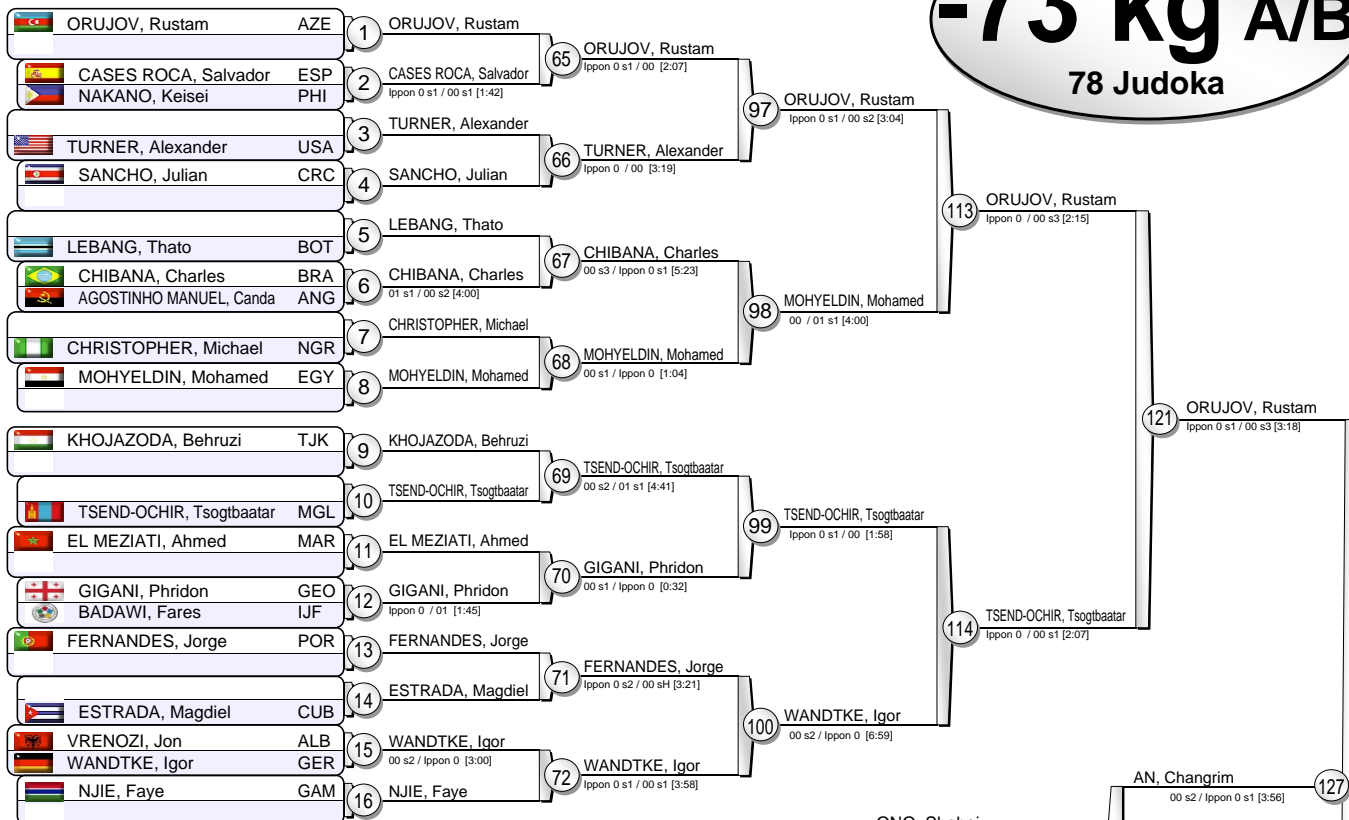 -73 kg A/B
78 Judoka
ORUJOV, Rustam AZE
CASES ROCA, Salvador ESP
NAKANO, Keisei PHI
TURNER, Alexander USA
SANCHO, Julian CRC
LEBANG, Thato BOT
CHIBANA, Charles BRA
AGOSTINHO MANUEL, Canda ANG
CHRISTOPHER, Michael NGR
MOHYELDIN, Mohamed EGY
KHOJAZODA, Behruzi TJK
TSEND-OCHIR, Tsogtbaatar MGL
EL MEZIATI, Ahmed MAR
GIGANI, Phridon GEO
BADAWI, Fares IJF
FERNANDES, Jorge POR
ESTRADA, Magdiel CUB
VRENOZI, Jon ALB
WANDTKE, Igor GER
NJIE, Faye GAM
1 ORUJOV, Rustam
2 CASES ROCA, Salvador
Ippon 0 s1 / 00 s1 [1:42]
3 TURNER, Alexander
4 SANCHO, Julian
5 LEBANG, Thato
6 CHIBANA, Charles
01 s1 / 00 s2 [4:00]
7 CHRISTOPHER, Michael
8 MOHYELDIN, Mohamed
9 KHOJAZODA, Behruzi
10 TSEND-OCHIR, Tsogtbaatar
11 EL MEZIATI, Ahmed
12 GIGANI, Phridon
Ippon 0 / 01 [1:45]
13 FERNANDES, Jorge
14 ESTRADA, Magdiel
15 WANDTKE, Igor
00 s2 / Ippon 0 [3:00]
16 NJIE, Faye
65 ORUJOV, Rustam
Ippon 0 s1 / 00 [2:07]
66 TURNER, Alexander
Ippon 0 / 00 [3:19]
67 CHIBANA, Charles
00 s3 / Ippon 0 s1 [5:23]
68 MOHYELDIN, Mohamed
00 s1 / Ippon 0 [1:04]
69 TSEND-OCHIR, Tsogtbaatar
00 s2 / 01 s1 [4:41]
70 GIGANI, Phridon
00 s1 / Ippon 0 [0:32]
71 FERNANDES, Jorge
Ippon 0 s2 / 00 sH [3:21]
72 WANDTKE, Igor
Ippon 0 s1 / 00 s1 [3:58]
97 ORUJOV, Rustam
Ippon 0 s1 / 00 s2 [3:04]
98 MOHYELDIN, Mohamed
00 / 01 s1 [4:00]
99 TSEND-OCHIR, Tsogtbaatar
Ippon 0 s1 / 00 [1:58]
100 WANDTKE, Igor
00 s2 / Ippon 0 [6:59]
113 ORUJOV, Rustam
Ippon 0 / 00 s3 [2:15]
114 TSEND-OCHIR, Tsogtbaatar
Ippon 0 / 00 s1 [2:07]
121 ORUJOV, Rustam
Ippon 0 s1 / 00 s3 [3:18]
AN, Changrim 127
00 s2 / Ippon 0 s1 [3:56]